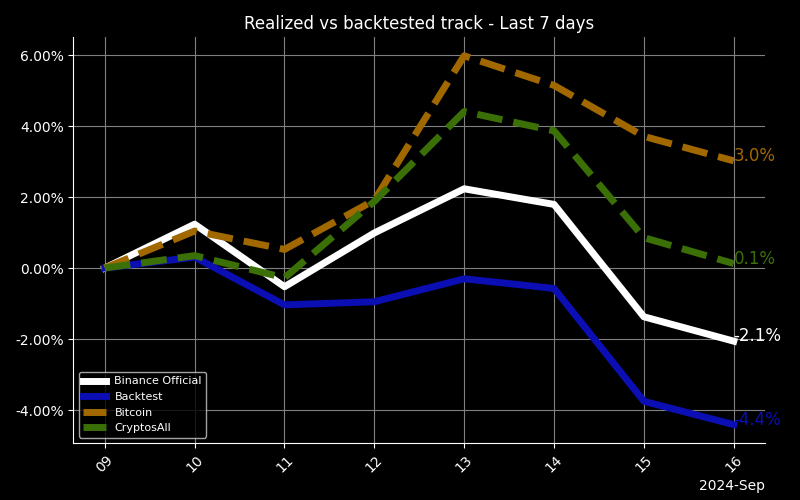 Realized vs backtested track - Last 7 days
6.00%
4.00%
2.00%
0.00%
-2.00%
-4.00%
3.0%
0.1%
-2.1%
-4.4%
Binance Official
Backtest
Bitcoin
CryptosAll
09 10 11 12 13 14 15 16
2024-Sep